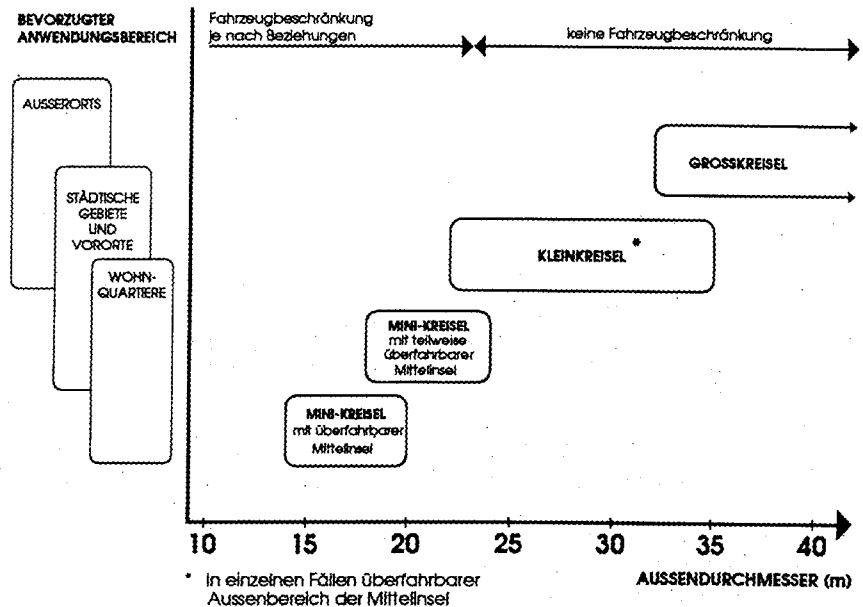 BEVORZUGTER
ANWENDUNGSBEREICH
Fahrzeugbeschränkung
je nach Beziehungen
keine Fahrzeugbeschränkung
AUSSERORTS
STÄDTISCHE
GEBIETE
UND
VORORTE
WOHN-
QUARTIERE
GROSSKREISEL
KLEINKREISEL *
MINI-KREISEL
mit teilweise
überfahrbarer
Mittelinsel
MINI-KREISEL
mit überfahrbarer
Mittelinsel
10 15 20 25 30 35 40
AUSSENDURCHMESSER (m)
* In einzelnen Fällen überfahrbarer
Aussenbereich der Mittelinsel